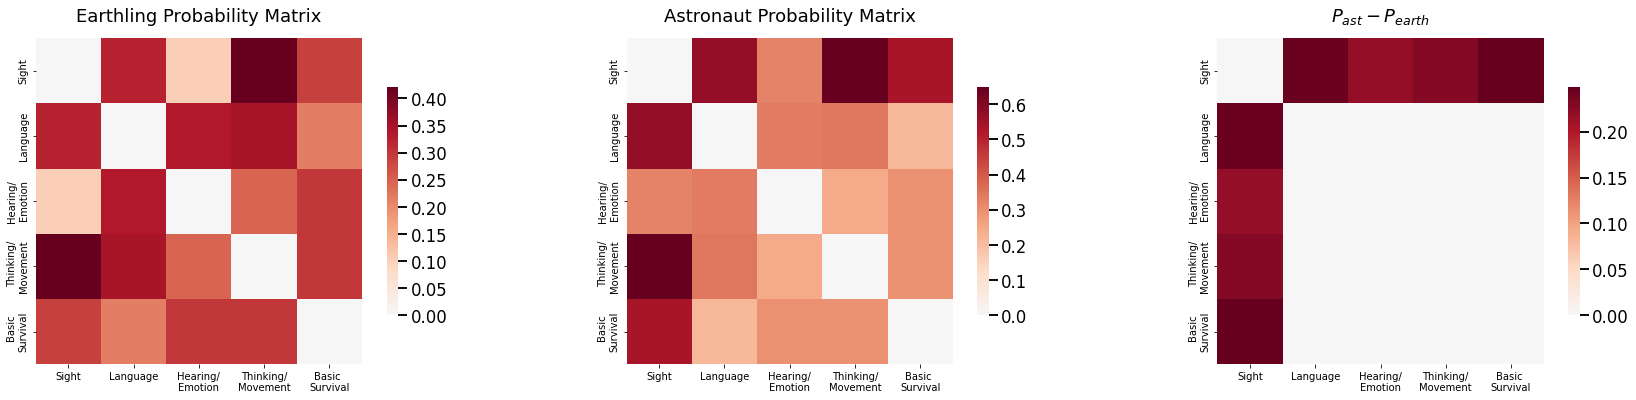 Earthling Probability Matrix
Sight
Language
Hearing/
Emotion
Thinking/
Movement
Basic
Survival
Sight
Language
Hearing/
Emotion
Thinking/
Movement
Basic
Survival
0.40
0.35
0.30
0.25
0.20
0.15
0.10
0.05
0.00
Astronaut Probability Matrix
Sight
Language
Hearing/
Emotion
Thinking/
Movement
Basic
Survival
Sight
Language
Hearing/
Emotion
Thinking/
Movement
Basic
Survival
0.6
0.5
0.4
0.3
0.2
0.1
0.0
P_ast − P_earth
Sight
Language
Hearing/
Emotion
Thinking/
Movement
Basic
Survival
Sight
Language
Hearing/
Emotion
Thinking/
Movement
Basic
Survival
0.20
0.15
0.10
0.05
0.00